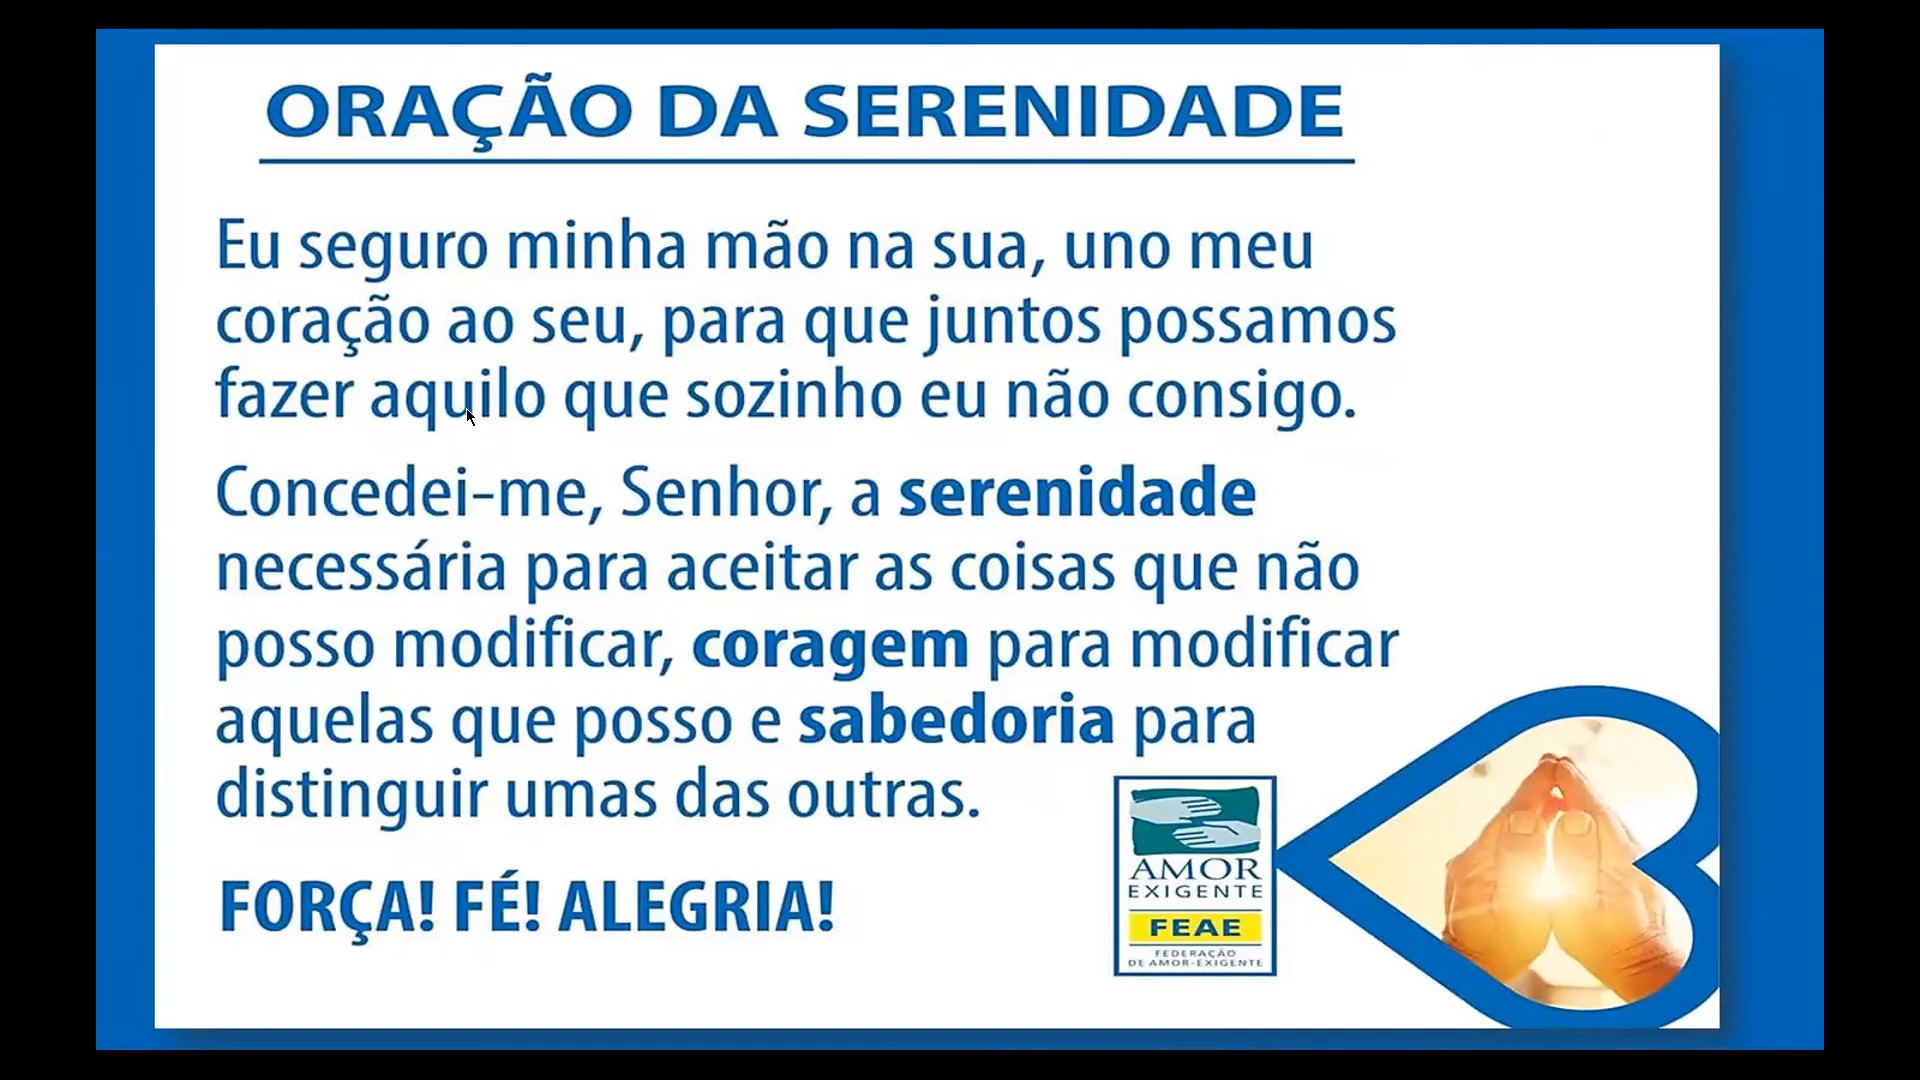 ORAÇÃO DA SERENIDADE
Eu seguro minha mão na sua, uno meu
coração ao seu, para que juntos possamos
fazer aquilo que sozinho eu não consigo.
Concedei-me, Senhor, a serenidade
necessária para aceitar as coisas que não
posso modificar, coragem para modificar
aquelas que posso e sabedoria para
distinguir umas das outras.
FORÇA! FÉ! ALEGRIA!
AMOR
EXIGENTE
FEAE
FEDERAÇÃO
DE AMOR-EXIGENTE